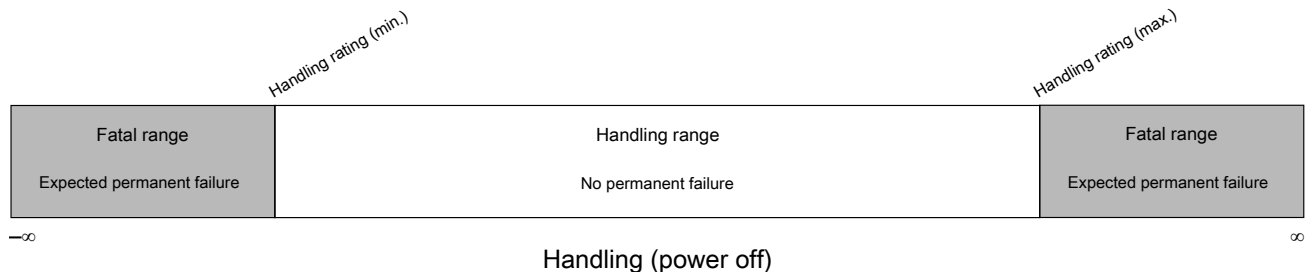 Handling rating (min.)
Handling rating (max.)
Fatal range
Handling range
Fatal range
Expected permanent failure
No permanent failure
Expected permanent failure
–∞
∞
Handling (power off)